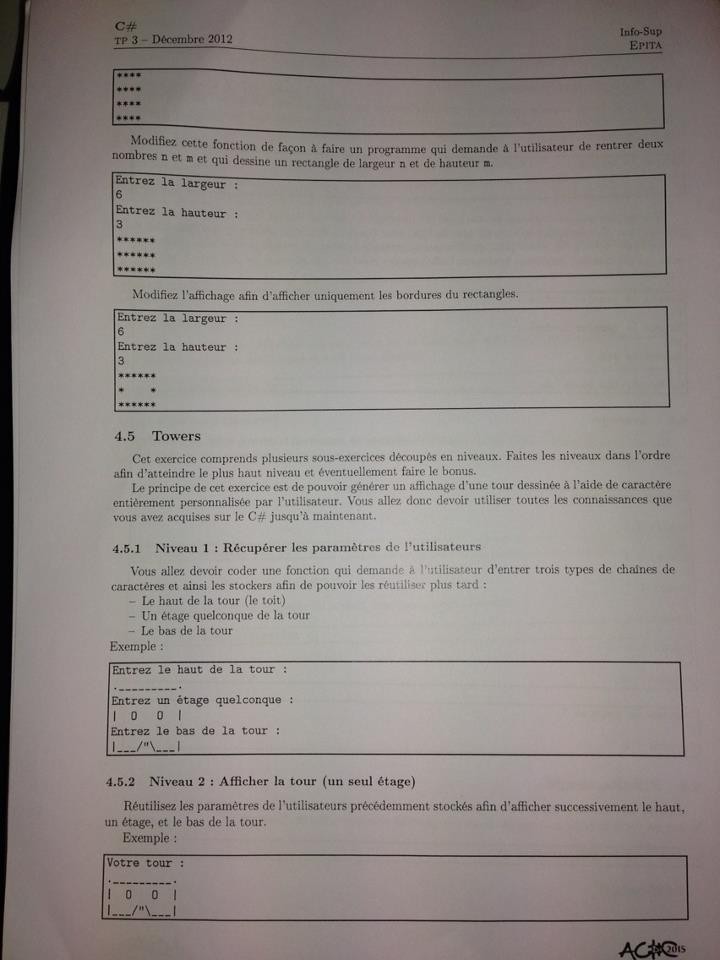 C#
TP 3 – Décembre 2012
Info-Sup
EPITA
****
****
****
****
Modifiez cette fonction de façon à faire un programme qui demande à l'utilisateur de rentrer deux
nombres n et m et qui dessine un rectangle de largeur n et de hauteur m.
Entrez la largeur :
6
Entrez la hauteur :
3
******
******
******
Modifiez l'affichage afin d'afficher uniquement les bordures du rectangles.
Entrez la largeur :
6
Entrez la hauteur :
3
******
*    *
******
4.5 Towers
Cet exercice comprends plusieurs sous-exercices découpés en niveaux. Faites les niveaux dans l'ordre
afin d'atteindre le plus haut niveau et éventuellement faire le bonus.
Le principe de cet exercice est de pouvoir générer un affichage d'une tour dessinée à l'aide de caractère
entièrement personnalisée par l'utilisateur. Vous allez donc devoir utiliser toutes les connaissances que
vous avez acquises sur le C# jusqu'à maintenant.
4.5.1 Niveau 1 : Récupérer les paramètres de l'utilisateurs
Vous allez devoir coder une fonction qui demande à l'utilisateur d'entrer trois types de chaînes de
caractères et ainsi les stockers afin de pouvoir les réutiliser plus tard :
– Le haut de la tour (le toit)
– Un étage quelconque de la tour
– Le bas de la tour
Exemple :
Entrez le haut de la tour :
._________.
Entrez un étage quelconque :
|  O   O  |
Entrez le bas de la tour :
|___/"\___|
4.5.2 Niveau 2 : Afficher la tour (un seul étage)
Réutilisez les paramètres de l'utilisateurs précédemment stockés afin d'afficher successivement le haut,
un étage, et le bas de la tour.
Exemple :
Votre tour :
._________.
|  O   O  |
|___/"\___|
ACDC 2015